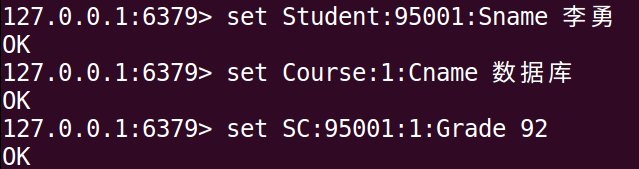 127.0.0.1:6379> set Student:95001:Sname 李勇
OK
127.0.0.1:6379> set Course:1:Cname 数据库
OK
127.0.0.1:6379> set SC:95001:1:Grade 92
OK